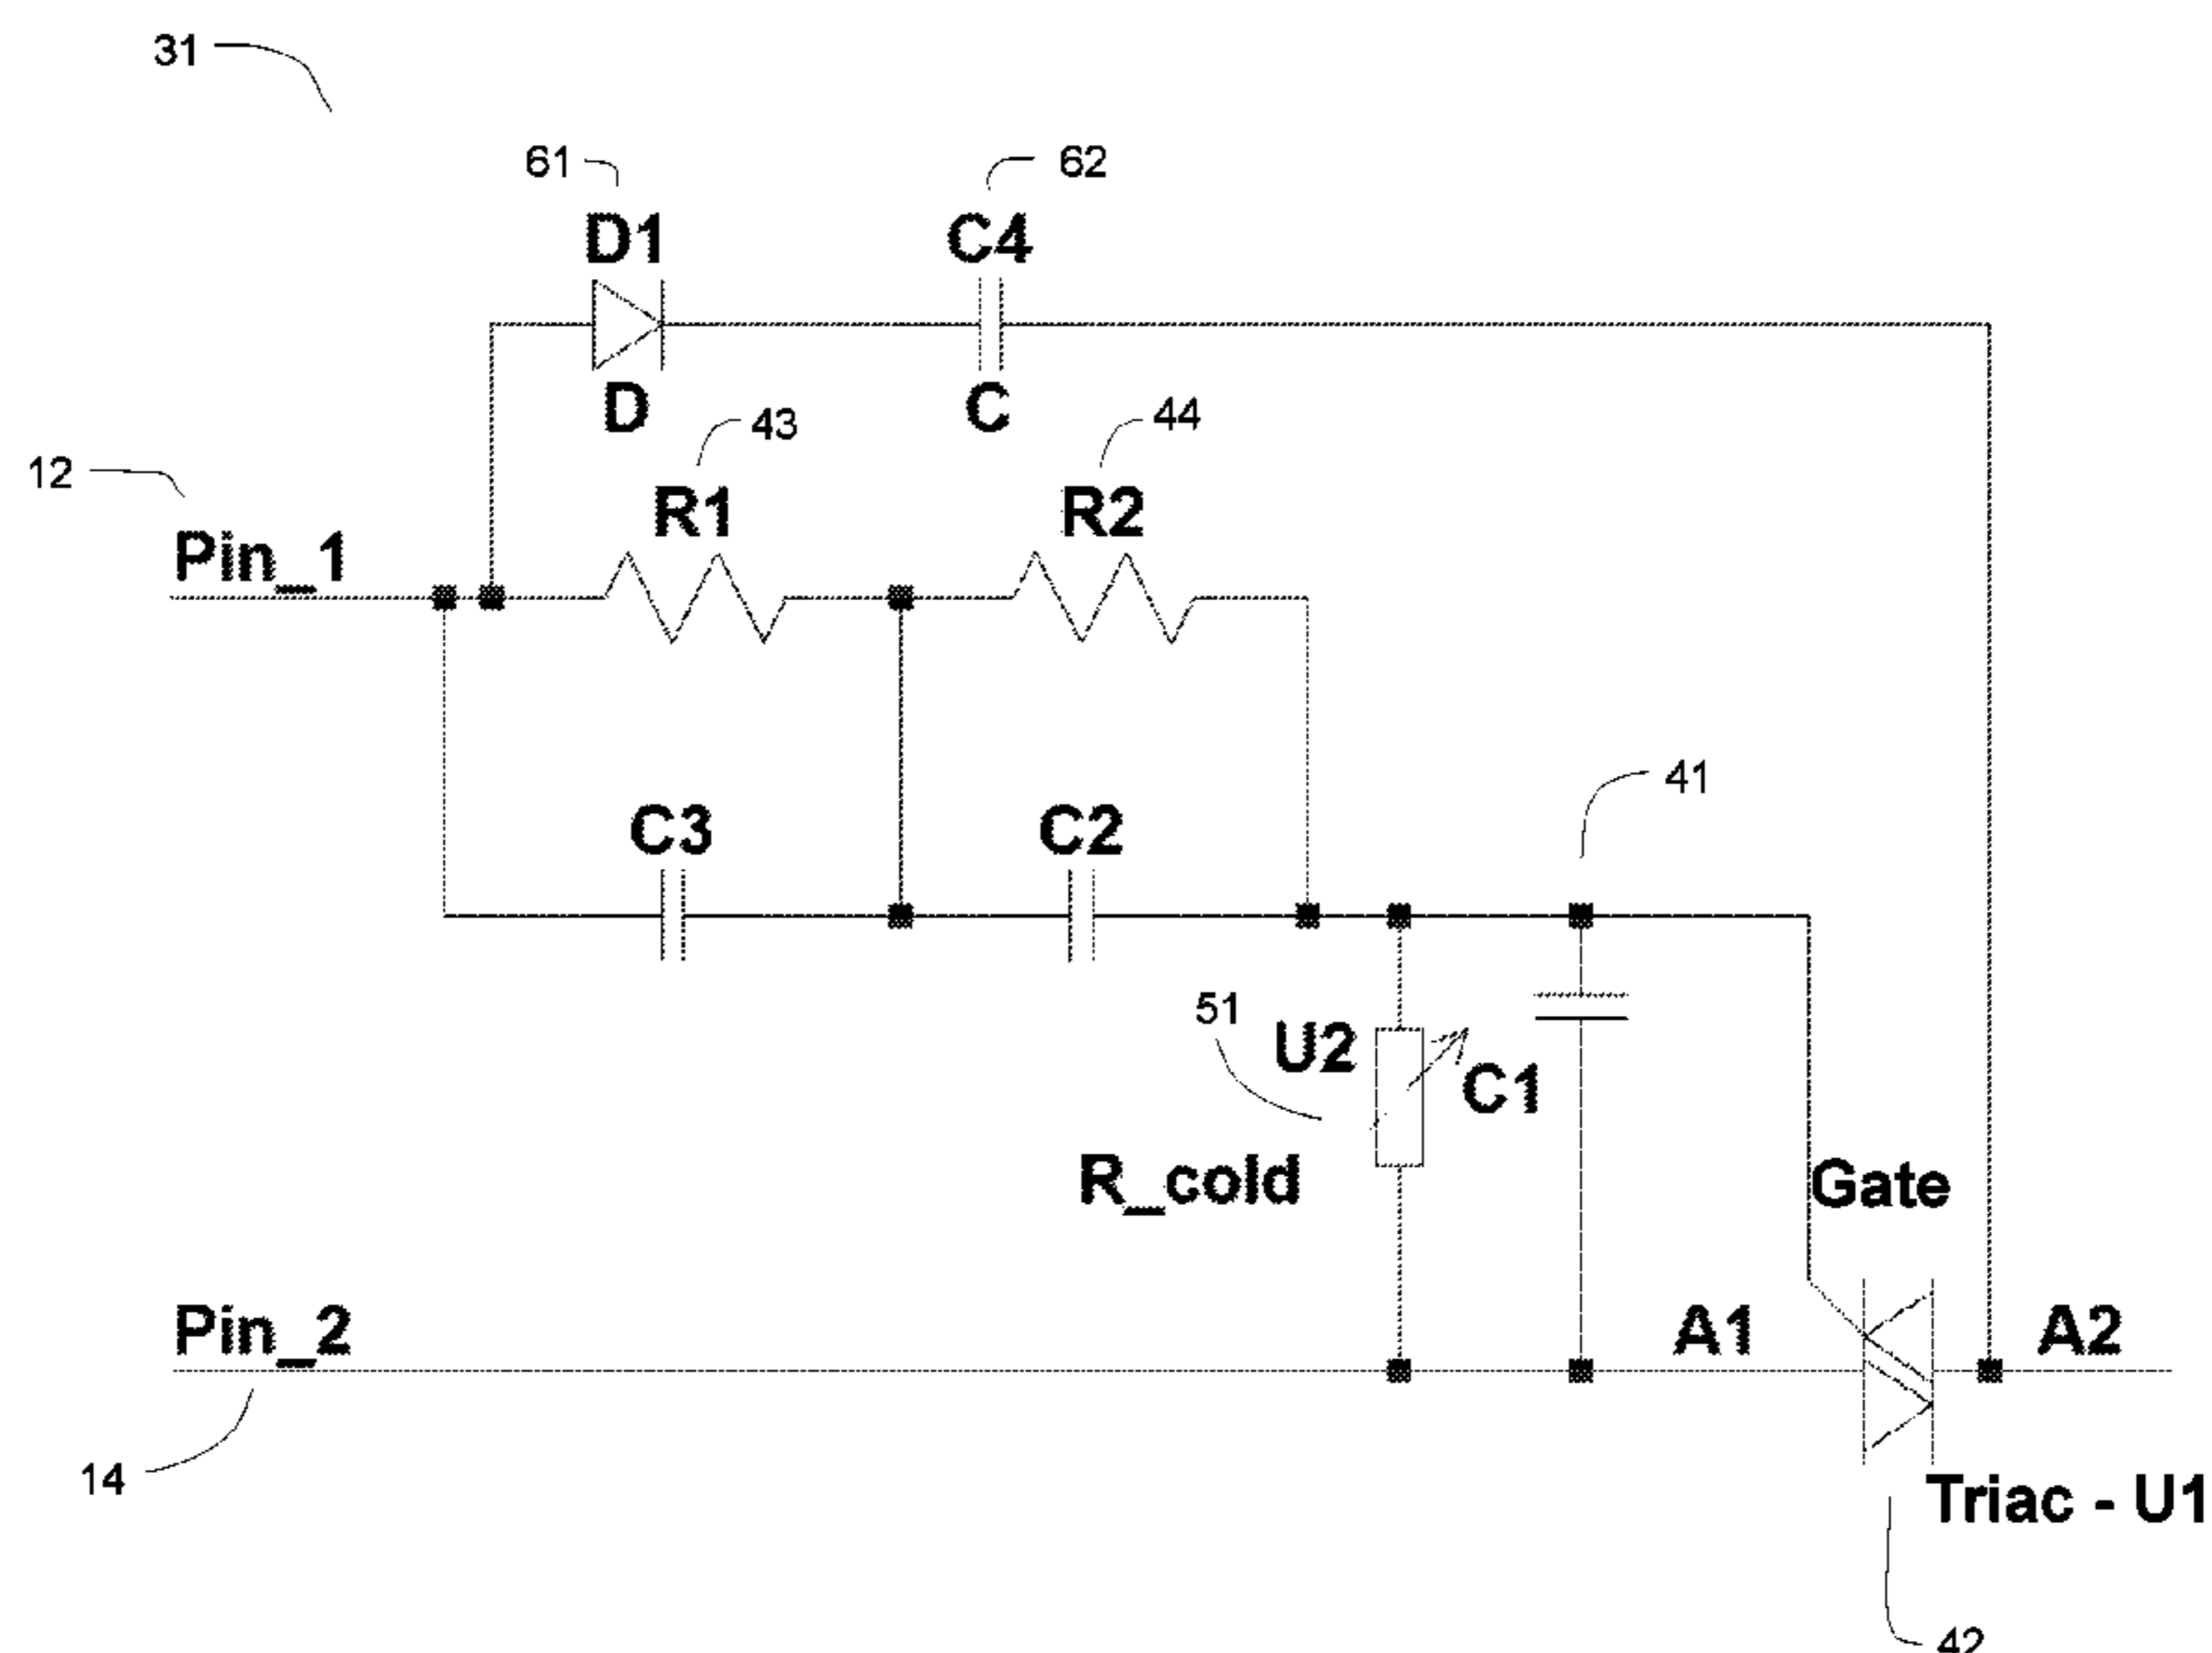 31
61
62
D1
C4
D
C
43
44
12
R1
R2
Pin_1
41
C3
C2
51
U2
C1
R_cold
Gate
Pin_2
A1
A2
14
Triac - U1
42